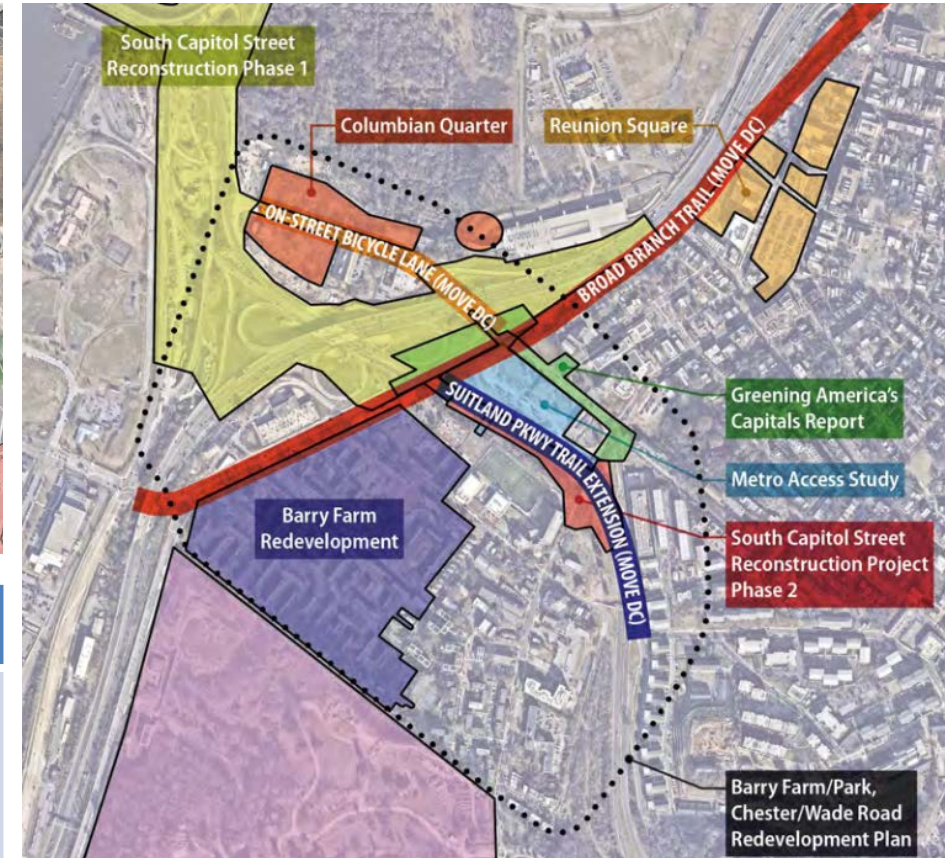 South Capitol Street
Reconstruction Phase 1
Columbian Quarter
Reunion Square
BROAD BRANCH TRAIL (MOVE DC)
ON-STREET BICYCLE LANE (MOVE DC)
SUITLAND PKWY TRAIL EXTENSION (MOVE DC)
Greening America's
Capitals Report
Metro Access Study
Barry Farm
Redevelopment
South Capitol Street
Reconstruction Project
Phase 2
Barry Farm/Park,
Chester/Wade Road
Redevelopment Plan